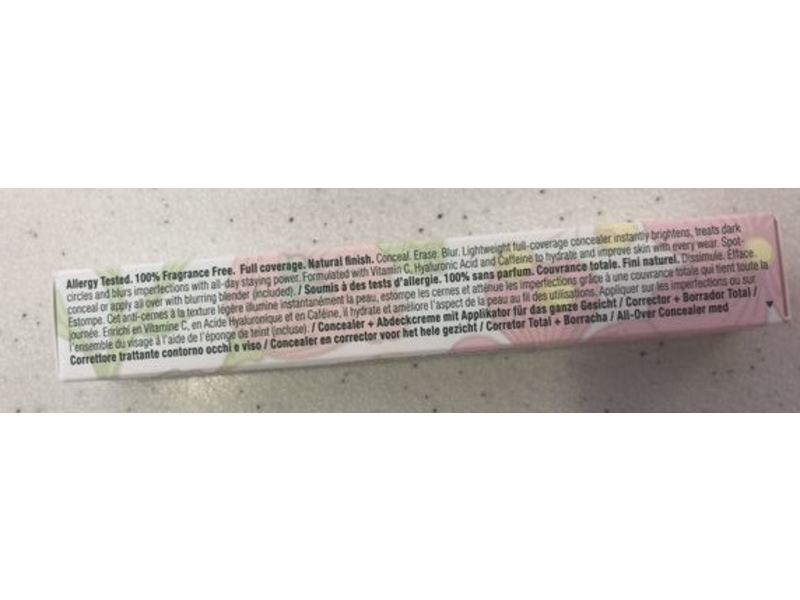 Allergy Tested. 100% Fragrance Free. Full coverage. Natural finish. Conceal. Erase. Blur. Lightweight full-coverage concealer instantly brightens, treats dark
circles and blurs imperfections with all-day staying power. Formulated with Vitamin C, Hyaluronic Acid and Caffeine to hydrate and improve skin with every wear. Spot-
conceal or apply all over with blurring blender (included). / Soumis à des tests d'allergie. 100% sans parfum. Couvrance totale. Fini naturel. Dissimule. Efface.
Estompe. Cet anti-cernes à la texture légère illumine instantanément la peau, estompe les cernes et atténue les imperfections grâce à une couvrance totale qui tient toute la
journée. Enrichi en Vitamine C, en Acide Hyaluronique et en Caféine, il hydrate et améliore l'aspect de la peau au fil des utilisations. Appliquer sur les imperfections ou sur
l'ensemble du visage à l'aide de l'éponge de teint (incluse). / Concealer + Abdeckcreme mit Applikator für das ganze Gesicht / Corrector + Borrador Total /
Correttore trattante contorno occhi e viso / Concealer en corrector voor het hele gezicht / Corretor Total + Borracha / All-Over Concealer med